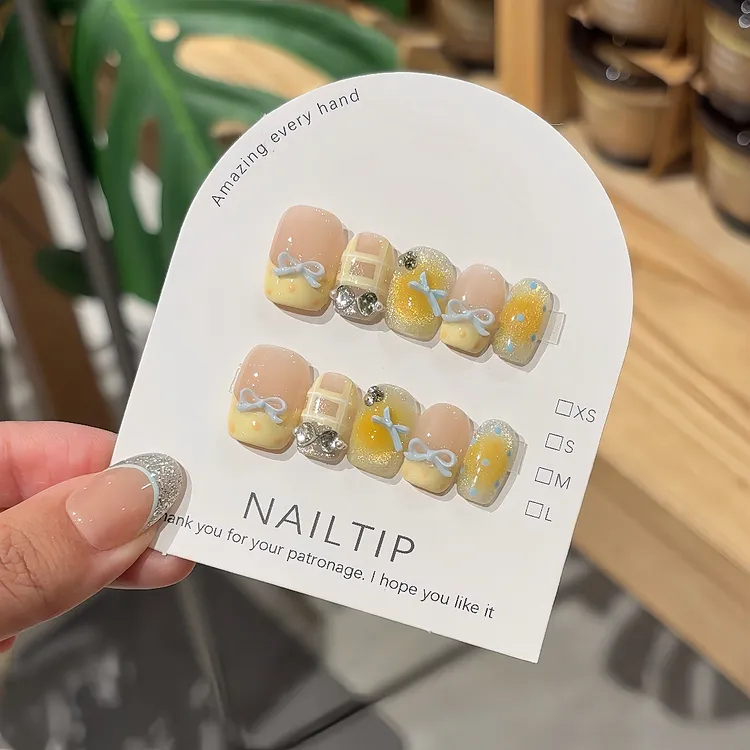 Amazing every hand
XS
S
M
L
NAILTIP
hank you for your patronage. I hope you like it